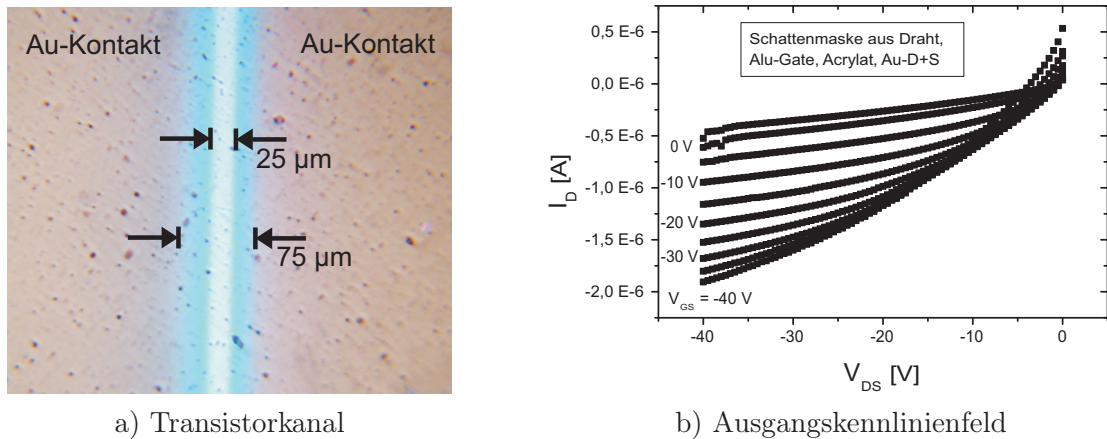 Au-Kontakt Au-Kontakt
25 µm
75 µm
a) Transistorkanal
0,5 E-6
0,0 E-6
-0,5 E-6
-1,0 E-6
-1,5 E-6
-2,0 E-6
I_D [A]
Schattenmaske aus Draht,
Alu-Gate, Acrylat, Au-D+S
0 V
-10 V
-20 V
-30 V
V_GS = -40 V
-40 -30 -20 -10 0
V_DS [V]
b) Ausgangskennlinienfeld